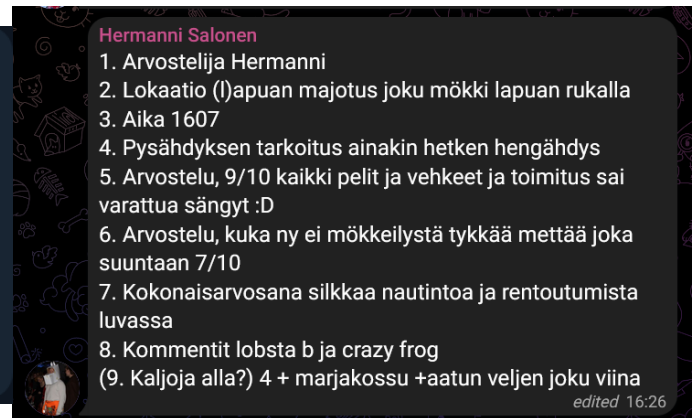 Hermanni Salonen
1. Arvostelija Hermanni
2. Lokaatio (l)apuan majotus joku mökki lapuan rukalla
3. Aika 1607
4. Pysähdyksen tarkoitus ainakin hetken hengähdys
5. Arvostelu, 9/10 kaikki pelit ja vehkeet ja toimitus sai
varattua sängyt :D
6. Arvostelu, kuka ny ei mökkeilystä tykkää mettää joka
suuntaan 7/10
7. Kokonaisarvosana silkkaa nautintoa ja rentoutumista
luvassa
8. Kommentit lobsta b ja crazy frog
(9. Kaljoja alla?) 4 + marjakossu +aatun veljen joku viina
edited 16:26